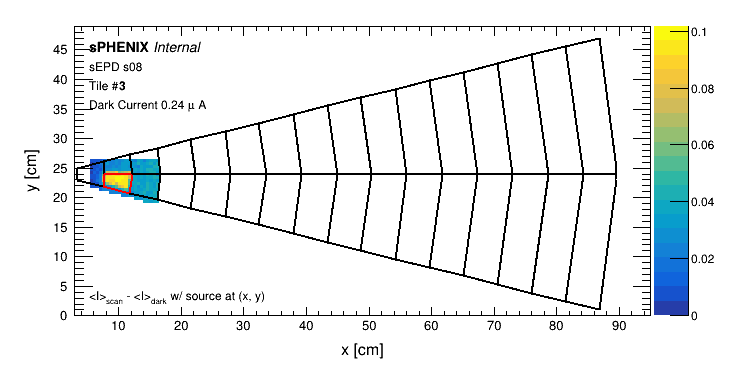 sPHENIX Internal
sEPD s08
Tile #3
Dark Current 0.24 μ A
<I>scan - <I>dark w/ source at (x, y)
y [cm]
45
40
35
30
25
20
15
10
5
0
10 20 30 40 50 60 70 80 90
x [cm]
0.1
0.08
0.06
0.04
0.02
0